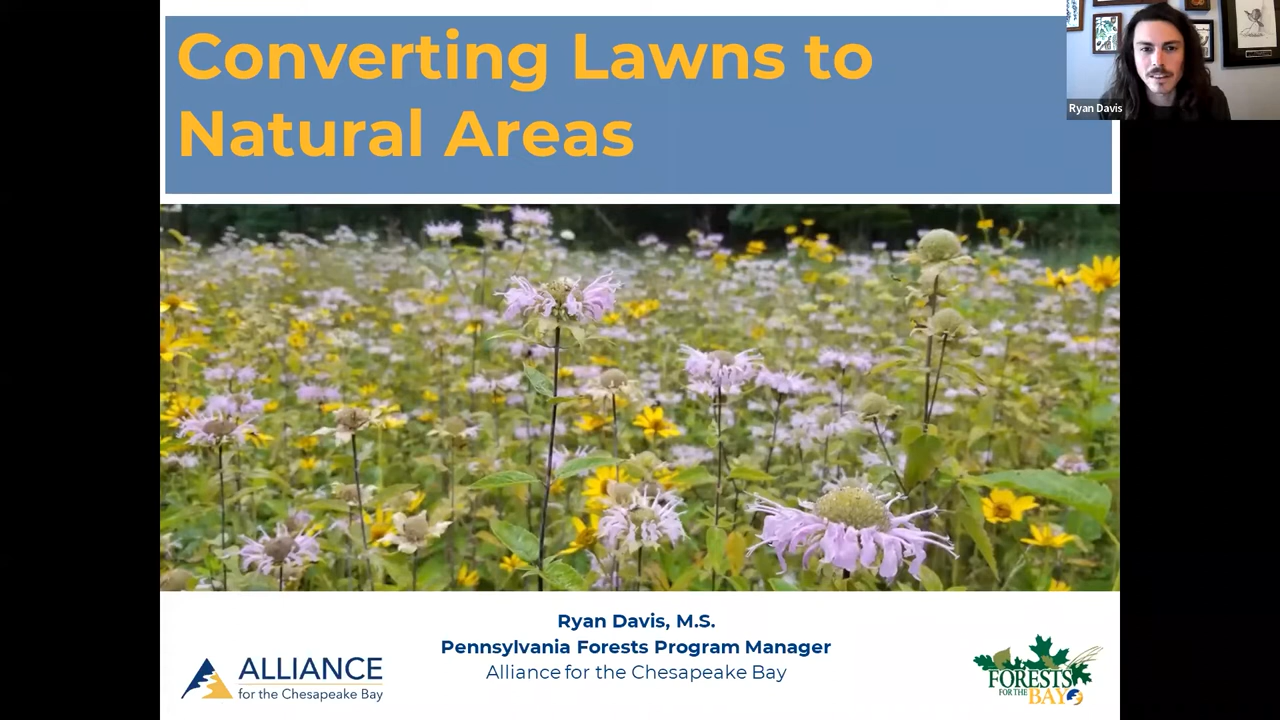 Converting Lawns to
Natural Areas
Ryan Davis
Ryan Davis, M.S.
Pennsylvania Forests Program Manager
Alliance for the Chesapeake Bay
ALLIANCE
for the Chesapeake Bay
FORESTS
FOR THE
BAY